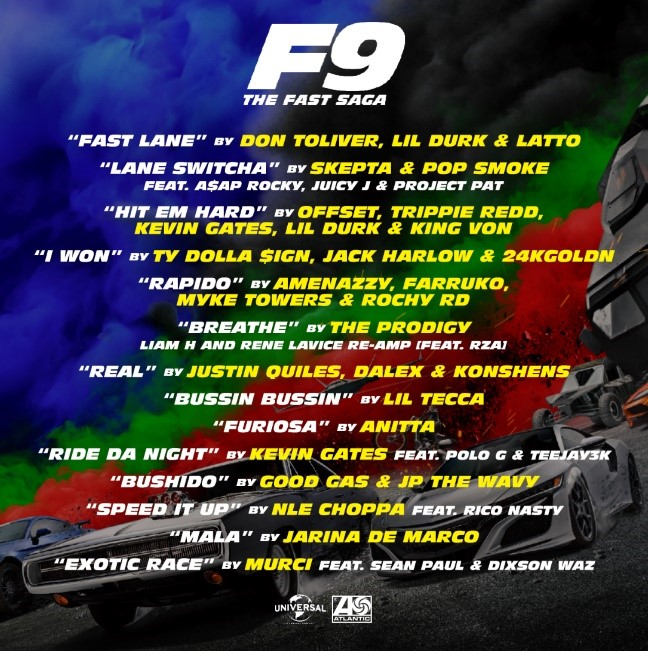 F9
THE FAST SAGA
“FAST LANE” BY DON TOLIVER, LIL DURK & LATTO
“LANE SWITCHA” BY SKEPTA & POP SMOKE
FEAT. A$AP ROCKY, JUICY J & PROJECT PAT
“HIT EM HARD” BY OFFSET, TRIPPIE REDD,
KEVIN GATES, LIL DURK & KING VON
“I WON” BY TY DOLLA $IGN, JACK HARLOW & 24KGOLDN
“RAPIDO” BY AMENAZZY, FARRUKO,
MYKE TOWERS & ROCHY RD
“BREATHE” BY THE PRODIGY
LIAM H AND RENE LAVICE RE-AMP [FEAT. RZA]
“REAL” BY JUSTIN QUILES, DALEX & KONSHENS
“BUSSIN BUSSIN” BY LIL TECCA
“FURIOSA” BY ANITTA
“RIDE DA NIGHT” BY KEVIN GATES FEAT. POLO G & TEEJAY3K
“BUSHIDO” BY GOOD GAS & JP THE WAVY
“SPEED IT UP” BY NLE CHOPPA FEAT. RICO NASTY
“MALA” BY JARINA DE MARCO
“EXOTIC RACE” BY MURCI FEAT. SEAN PAUL & DIXSON WAZ
UNIVERSAL
ATLANTIC